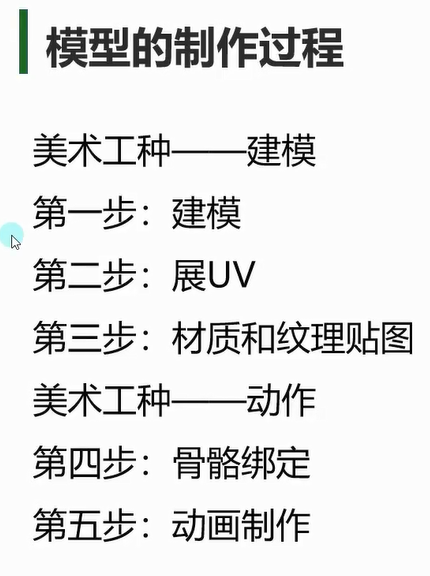 模型的制作过程
美术工种——建模
第一步：建模
第二步：展UV
第三步：材质和纹理贴图
美术工种——动作
第四步：骨骼绑定
第五步：动画制作